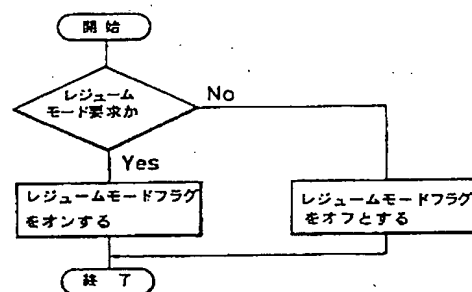 開始
レジューム
モード要求か
No
Yes
レジュームモードフラグ
をオンする
レジュームモードフラグ
をオフとする
終了